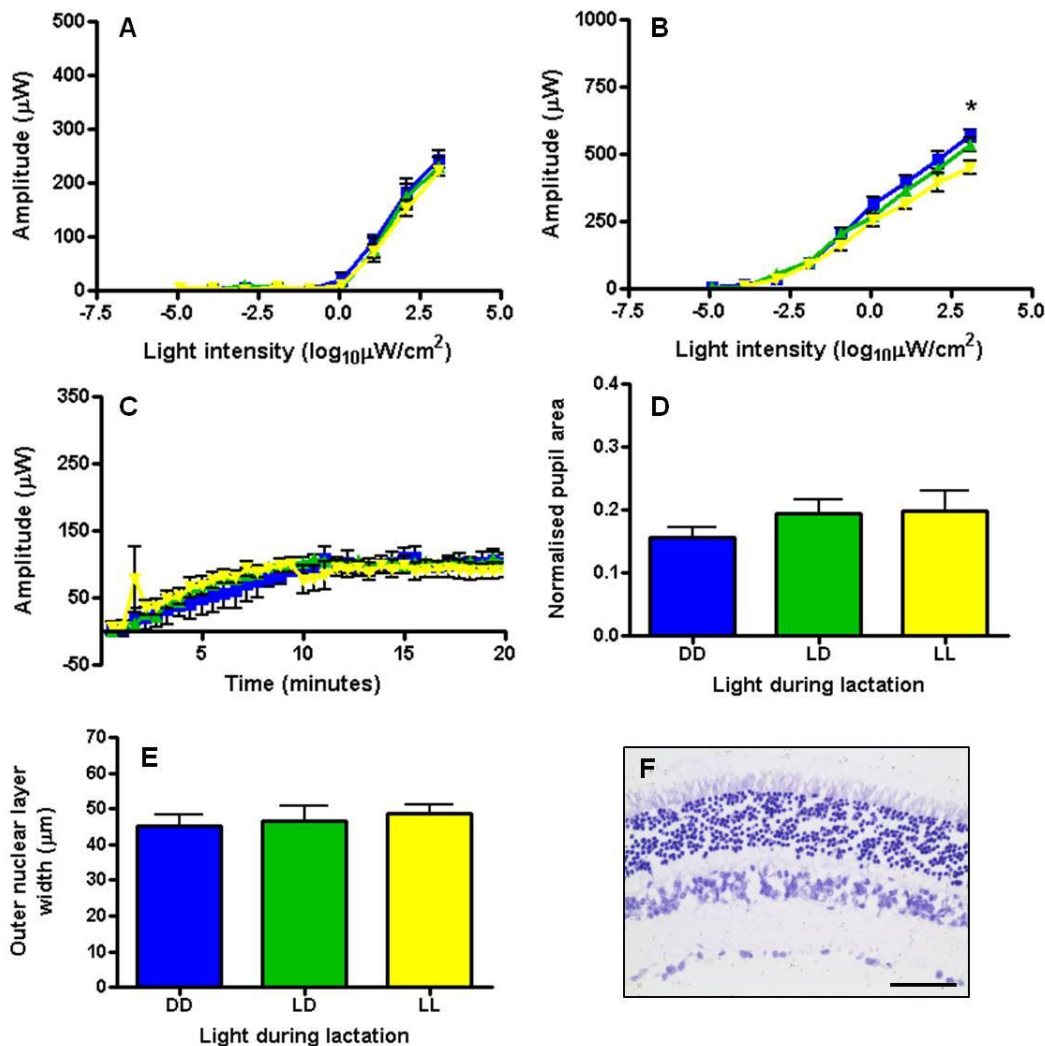 A
Amplitude (μW)
500
400
300
200
100
0
-7.5 -5.0 -2.5 0.0 2.5 5.0
Light intensity (log₁₀μW/cm²)
B
Amplitude (μW)
1000
750
500
250
0
*
-7.5 -5.0 -2.5 0.0 2.5 5.0
Light intensity (log₁₀μW/cm²)
C
Amplitude (μW)
350
250
150
50
-50
5 10 15 20
Time (minutes)
D
Normalised pupil area
0.4
0.3
0.2
0.1
0.0
DD LD LL
Light during lactation
E
Outer nuclear layer
width (μm)
70
60
50
40
30
20
10
0
DD LD LL
Light during lactation
F